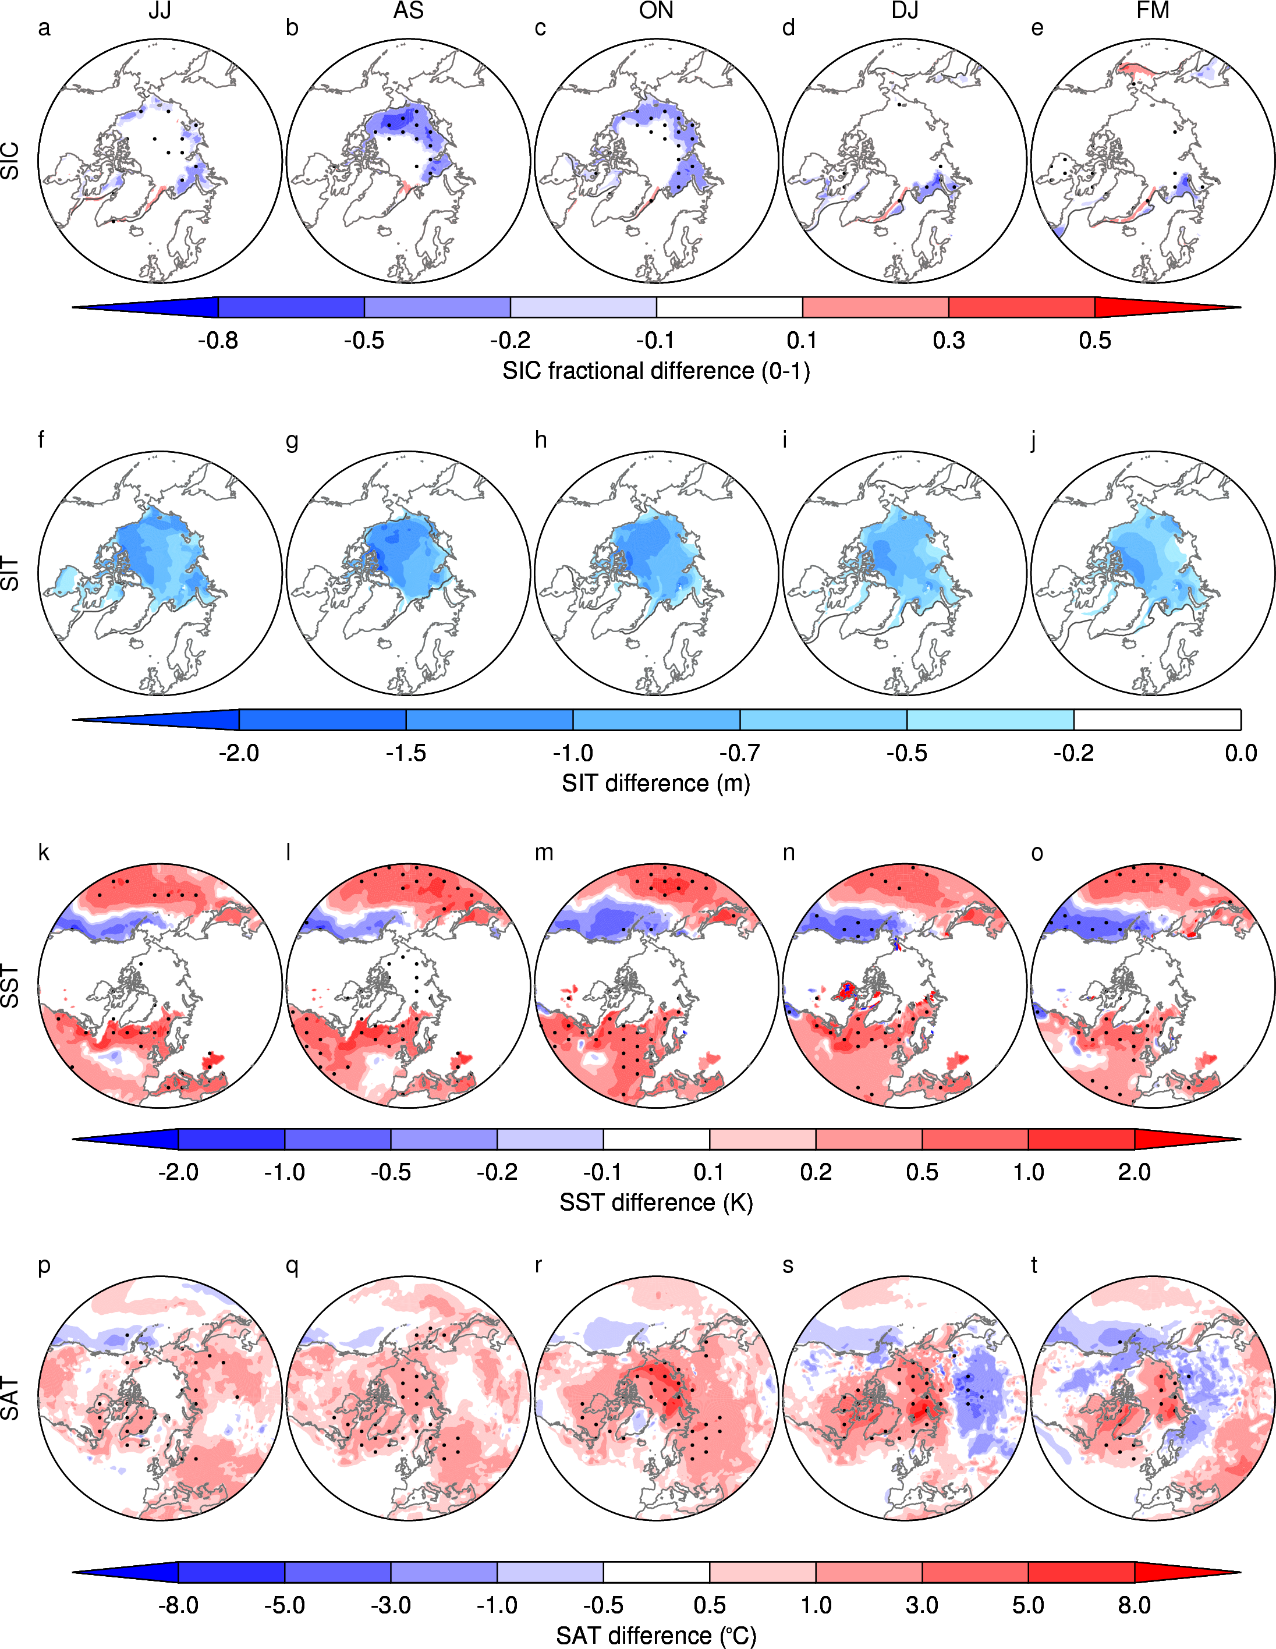 JJ AS ON DJ FM
a b c d e
SIC
-0.8 -0.5 -0.2 -0.1 0.1 0.3 0.5
SIC fractional difference (0-1)
f g h i j
SIT
-2.0 -1.5 -1.0 -0.7 -0.5 -0.2 0.0
SIT difference (m)
k l m n o
SST
-2.0 -1.0 -0.5 -0.2 -0.1 0.1 0.2 0.5 1.0 2.0
SST difference (K)
p q r s t
SAT
-8.0 -5.0 -3.0 -1.0 -0.5 0.5 1.0 3.0 5.0 8.0
SAT difference (°C)